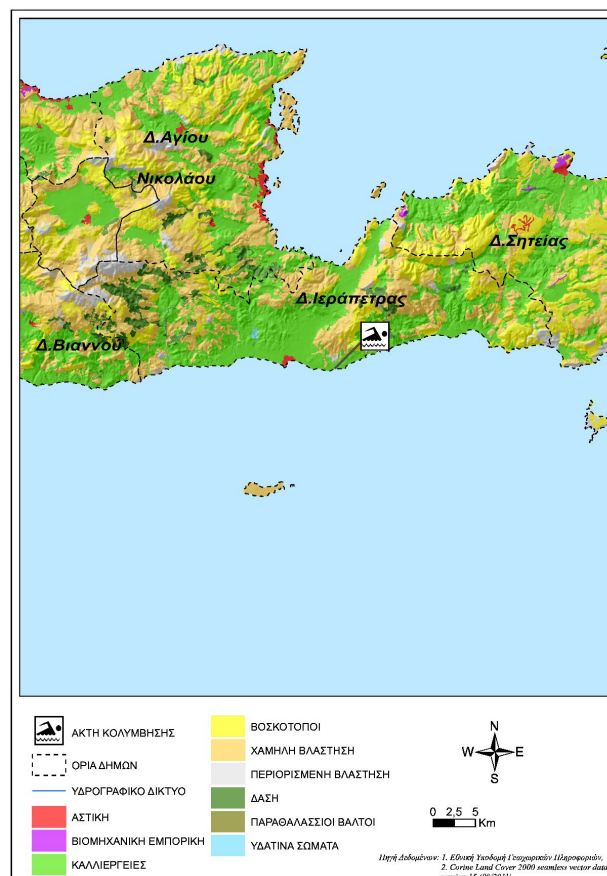 Δ.Αγίου
Νικολάου
Δ.Σητείας
Δ.Ιεράπετρας
Δ.Βιαννού
ΑΚΤΗ ΚΟΛΥΜΒΗΣΗΣ
ΟΡΙΑ ΔΗΜΩΝ
ΥΔΡΟΓΡΑΦΙΚΟ ΔΙΚΤΥΟ
ΑΣΤΙΚΗ
ΒΙΟΜΗΧΑΝΙΚΗ ΕΜΠΟΡΙΚΗ
ΚΑΛΛΙΕΡΓΕΙΕΣ
ΒΟΣΚΟΤΟΠΟΙ
ΧΑΜΗΛΗ ΒΛΑΣΤΗΣΗ
ΠΕΡΙΟΡΙΣΜΕΝΗ ΒΛΑΣΤΗΣΗ
ΔΑΣΗ
ΠΑΡΑΘΑΛΑΣΣΙΟΙ ΒΑΛΤΟΙ
ΥΔΑΤΙΝΑ ΣΩΜΑΤΑ
N
W E
S
0 2,5 5
Km
Πηγή Δεδομένων: 1. Εθνική Υποδομή Γεωχωρικών Πληροφοριών,
2. Corine Land Cover 2000 seamless vector data